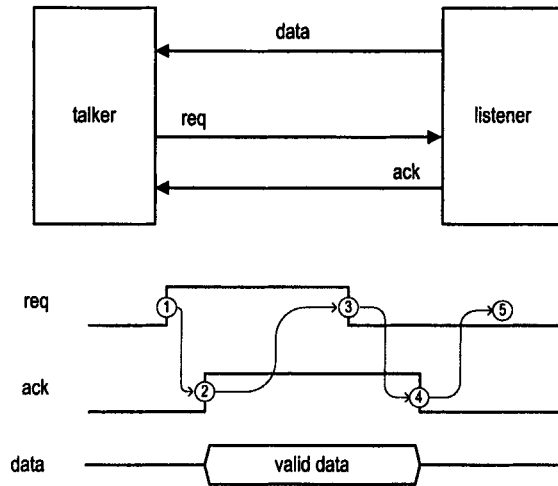 data
talker
req
listener
ack
req
1
3
5
ack
2
4
data
valid data